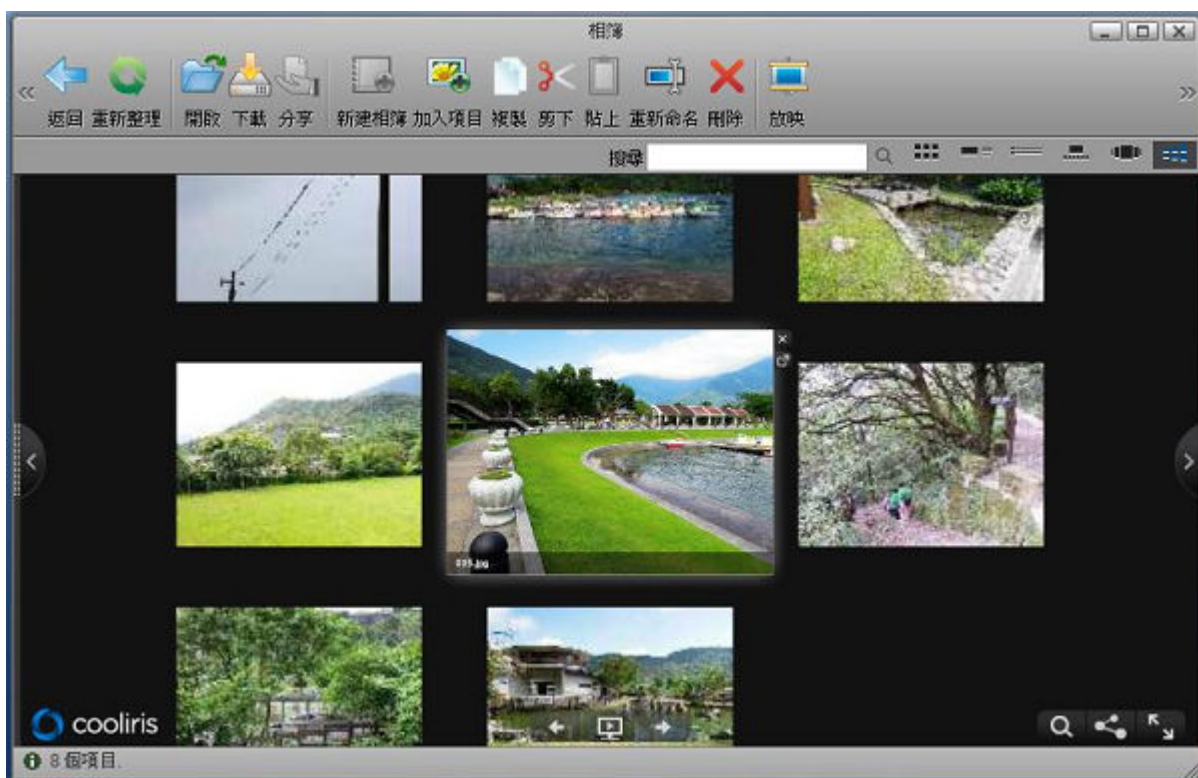 相簿
返回 重新整理 開啟 下載 分享 新建相簿 加入項目 複製 剪下 貼上 重新命名 刪除 放映
搜尋
cooliris
8 個項目.